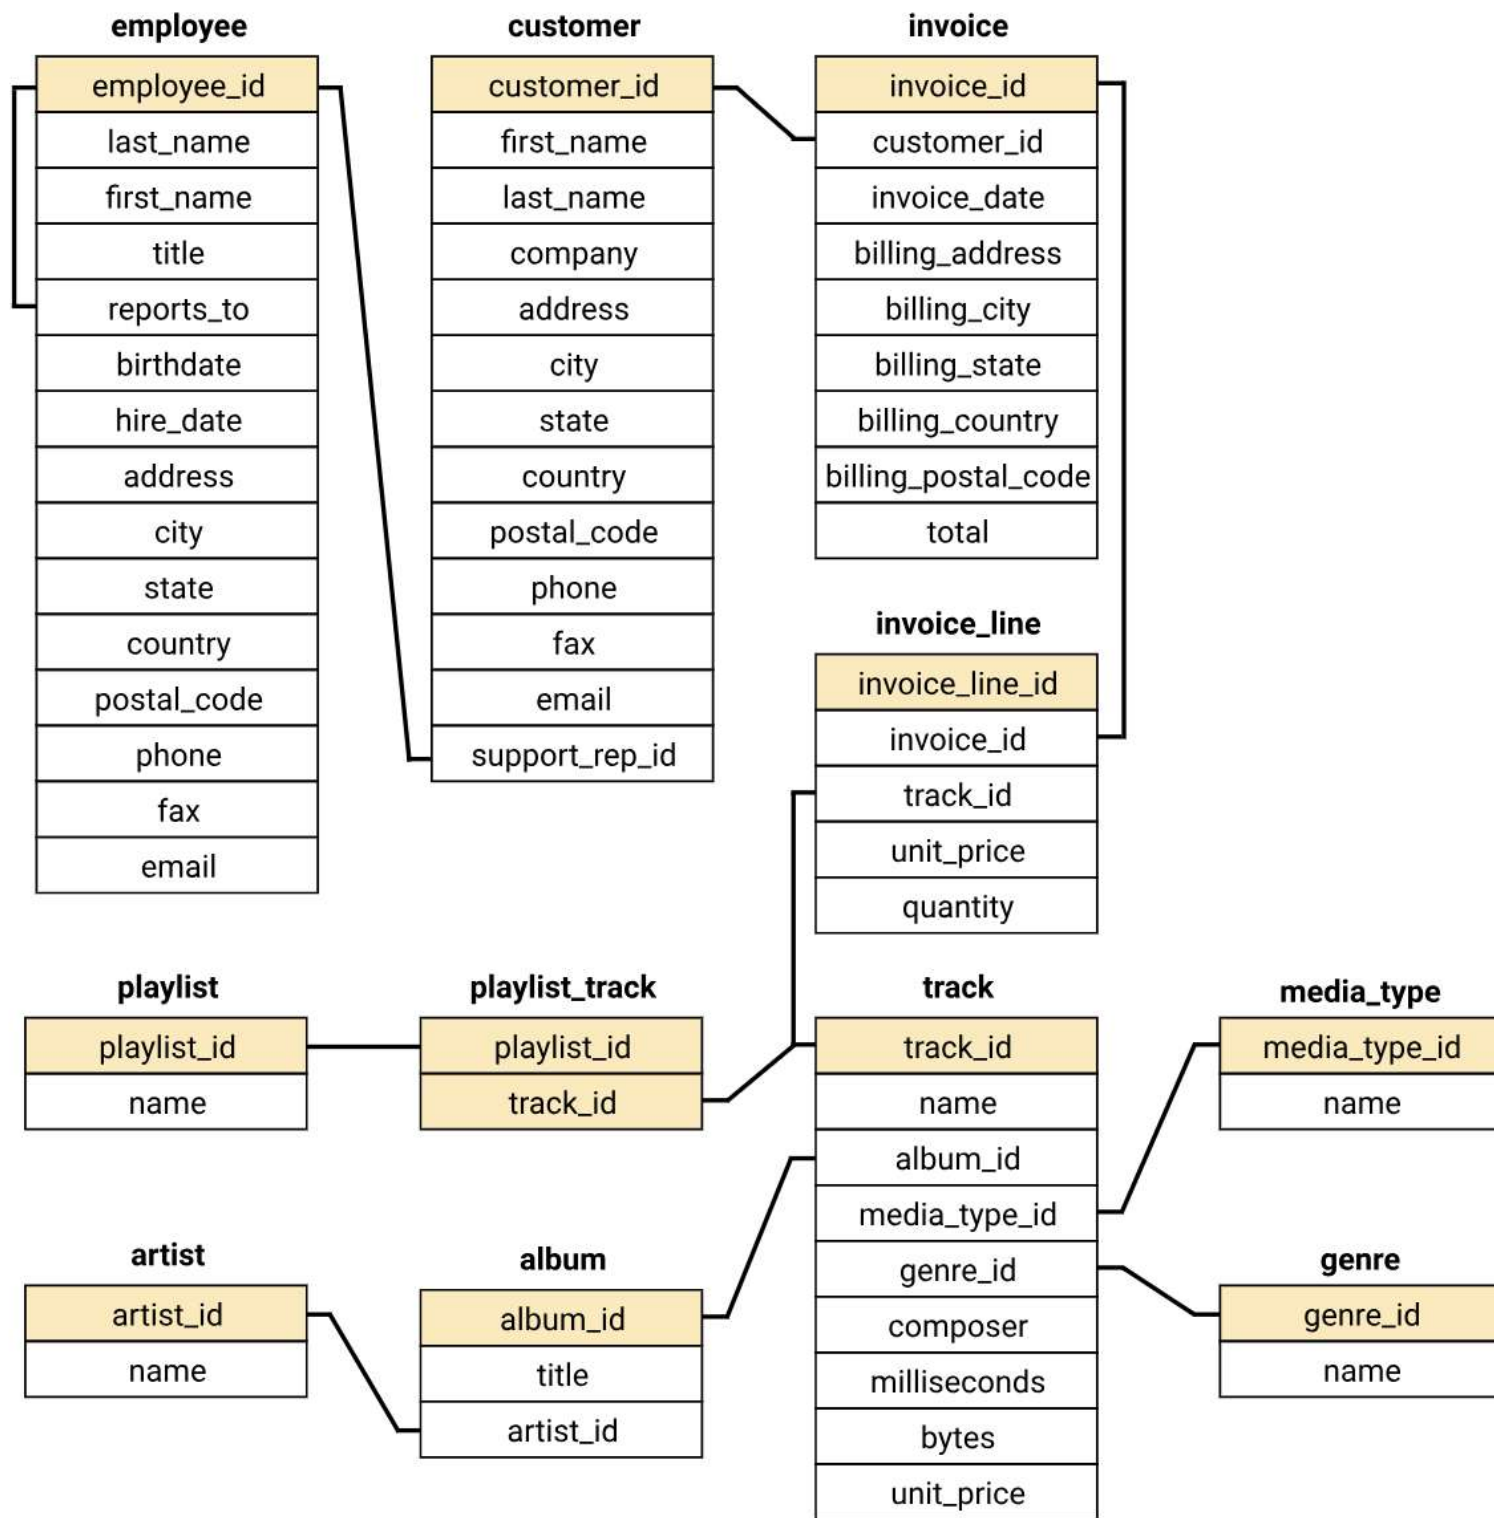 employee
employee_id
last_name
first_name
title
reports_to
birthdate
hire_date
address
city
state
country
postal_code
phone
fax
email
customer
customer_id
first_name
last_name
company
address
city
state
country
postal_code
phone
fax
email
support_rep_id
invoice
invoice_id
customer_id
invoice_date
billing_address
billing_city
billing_state
billing_country
billing_postal_code
total
invoice_line
invoice_line_id
invoice_id
track_id
unit_price
quantity
playlist
playlist_id
name
playlist_track
playlist_id
track_id
track
track_id
name
album_id
media_type_id
genre_id
composer
milliseconds
bytes
unit_price
media_type
media_type_id
name
artist
artist_id
name
album
album_id
title
artist_id
genre
genre_id
name